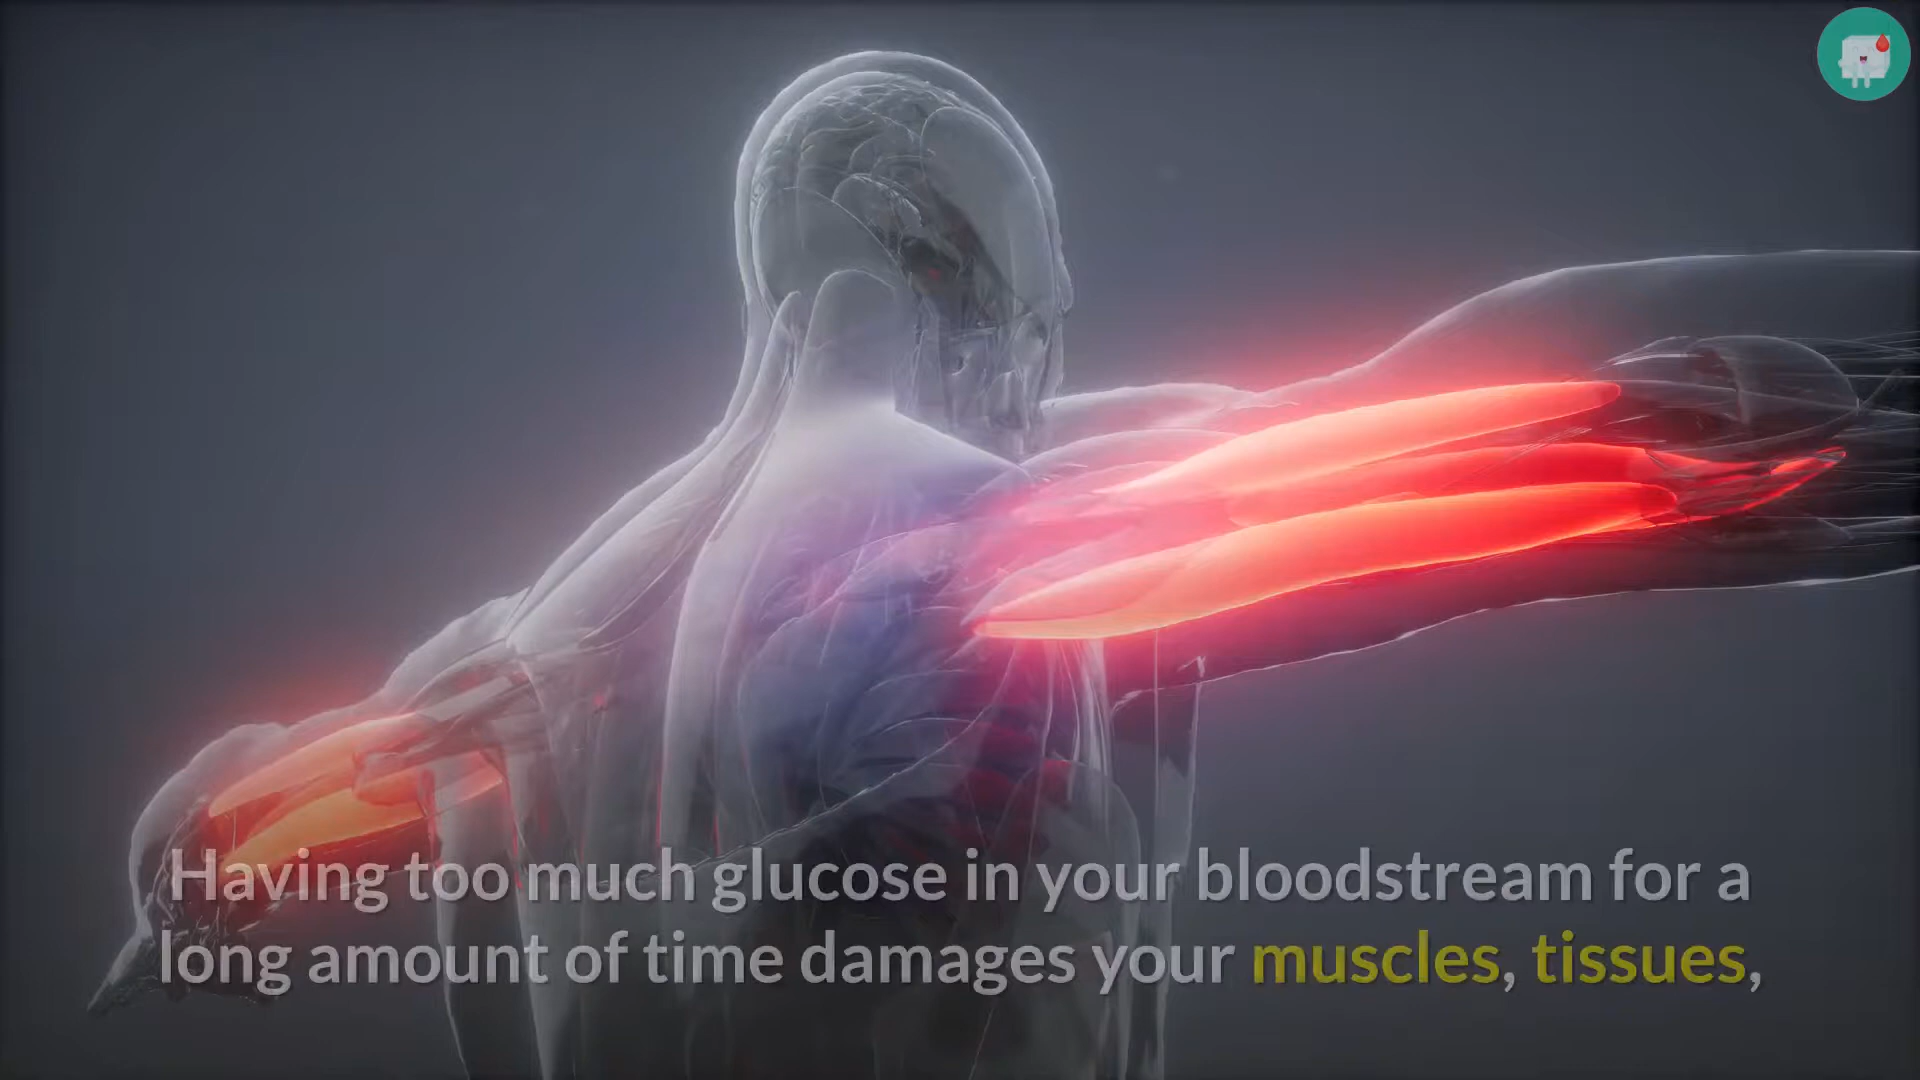 Having too much glucose in your bloodstream for a
long amount of time damages your muscles, tissues,